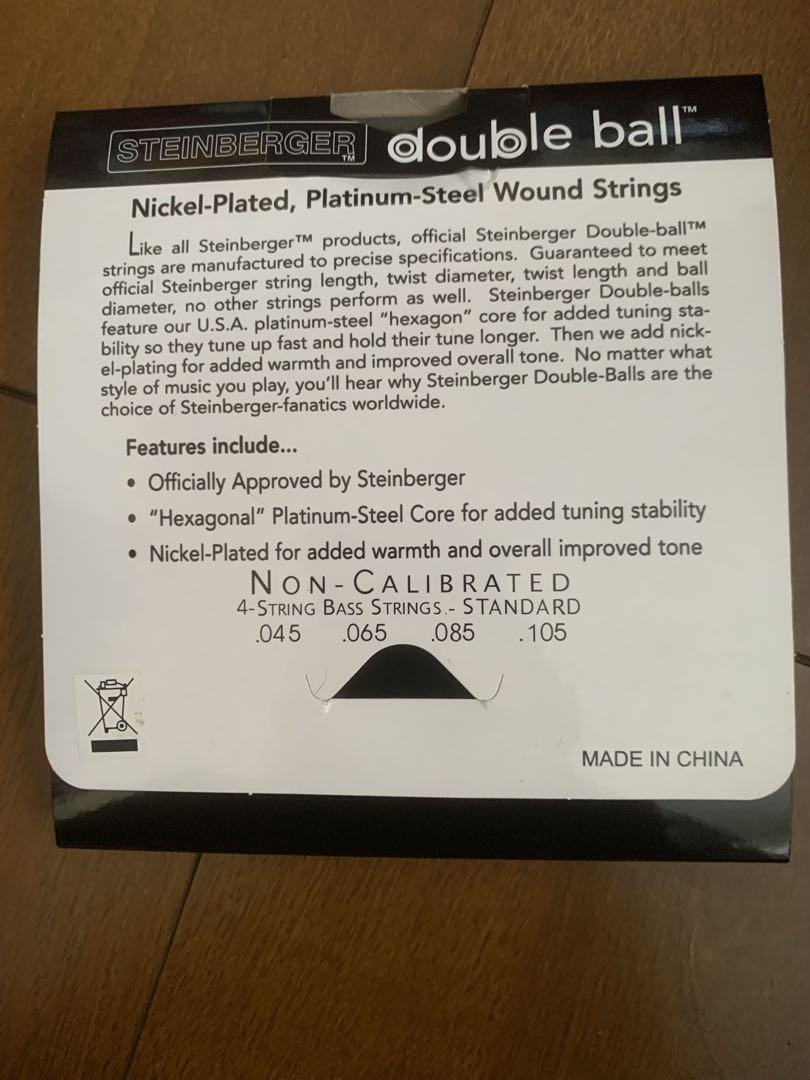 STEINBERGER™ double ball™
Nickel-Plated, Platinum-Steel Wound Strings
Like all Steinberger™ products, official Steinberger Double-ball™
strings are manufactured to precise specifications. Guaranteed to meet
official Steinberger string length, twist diameter, twist length and ball
diameter, no other strings perform as well. Steinberger Double-balls
feature our U.S.A. platinum-steel "hexagon" core for added tuning sta-
bility so they tune up fast and hold their tune longer. Then we add nick-
el-plating for added warmth and improved overall tone. No matter what
style of music you play, you'll hear why Steinberger Double-Balls are the
choice of Steinberger-fanatics worldwide.
Features include...
• Officially Approved by Steinberger
• "Hexagonal" Platinum-Steel Core for added tuning stability
• Nickel-Plated for added warmth and overall improved tone
NON-CALIBRATED
4-STRING BASS STRINGS.- STANDARD
.045 .065 .085 .105
MADE IN CHINA